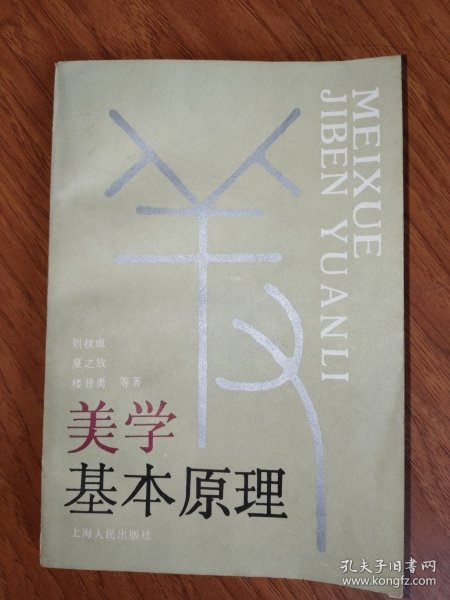 MEIXUE
JIBEN YUANLI
刘叔成
夏之放
楼昔勇 等著
美学
基本原理
上海人民出版社
孔夫子旧书网
www.kongfz.com